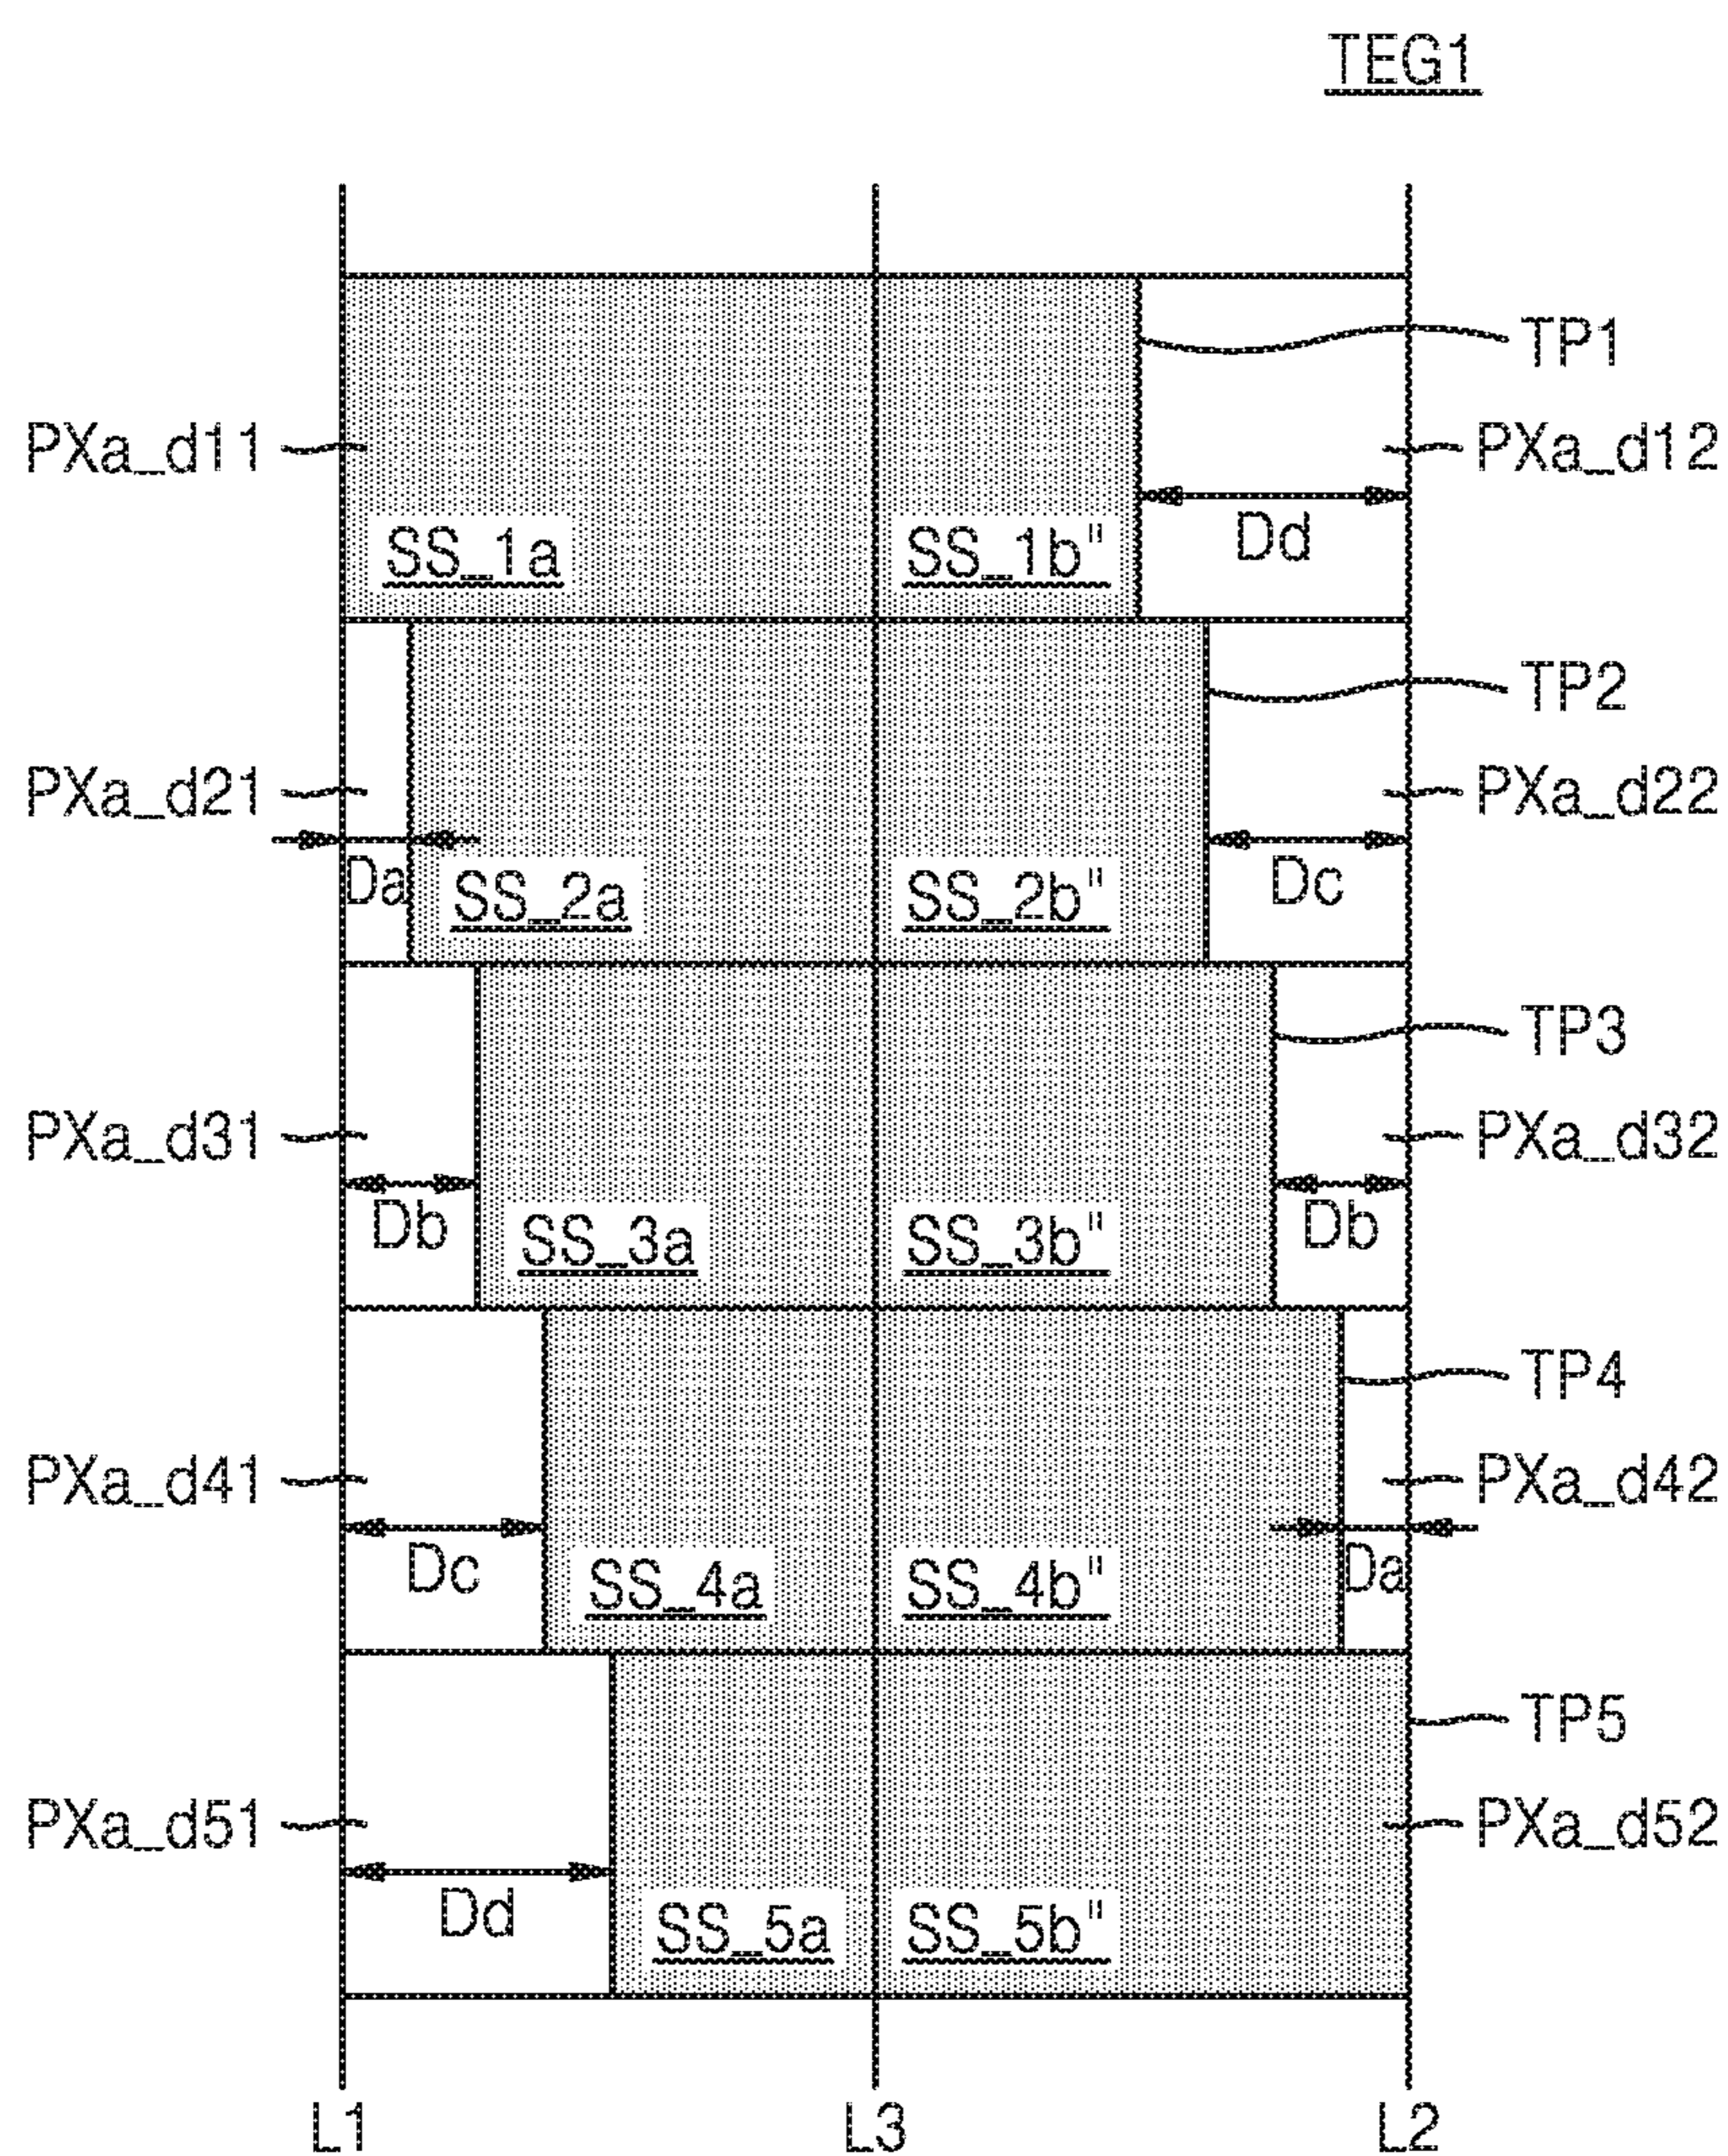 TEG1
TP1
PXa_d11
PXa_d12
Dd
SS_1a
SS_1b"
TP2
PXa_d21
PXa_d22
Da
SS_2a
SS_2b"
Dc
TP3
PXa_d31
PXa_d32
Db
SS_3a
SS_3b"
Db
TP4
PXa_d41
PXa_d42
Dc
SS_4a
SS_4b"
Da
TP5
PXa_d51
PXa_d52
Dd
SS_5a
SS_5b"
L1
L3
L2